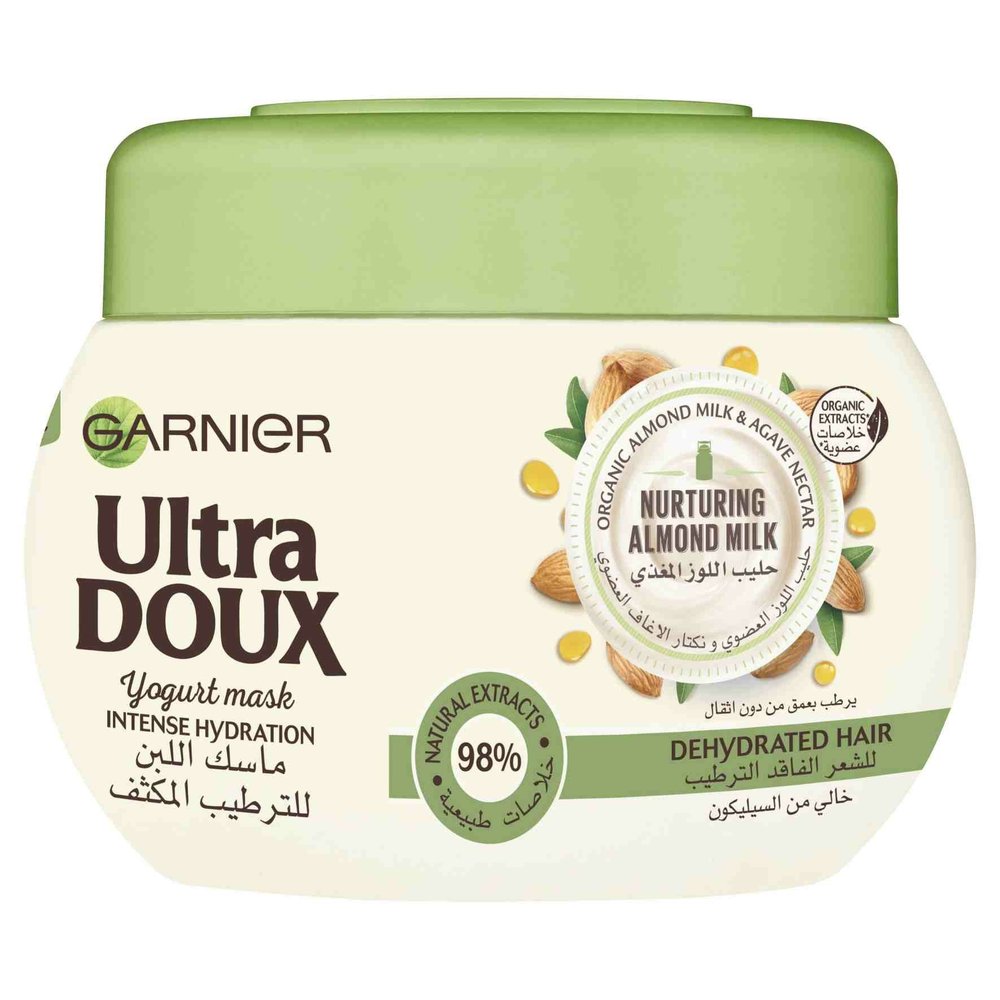 GARNIER
Ultra
DOUX
Yogurt mask
INTENSE HYDRATION
ماسك اللبن
للترطيب المكثف
NATURAL EXTRACTS
98%
خلاصات طبيعية
ORGANIC ALMOND MILK & AGAVE NECTAR
NURTURING
ALMOND MILK
حليب اللوز المغذي
حليب اللوز العضوي و نكتار الاغاف العضوي
ORGANIC
EXTRACTS*
خلاصات
عضوية*
يرطب بعمق من دون اثقال
DEHYDRATED HAIR
للشعر الفاقد الترطيب
خالي من السيليكون